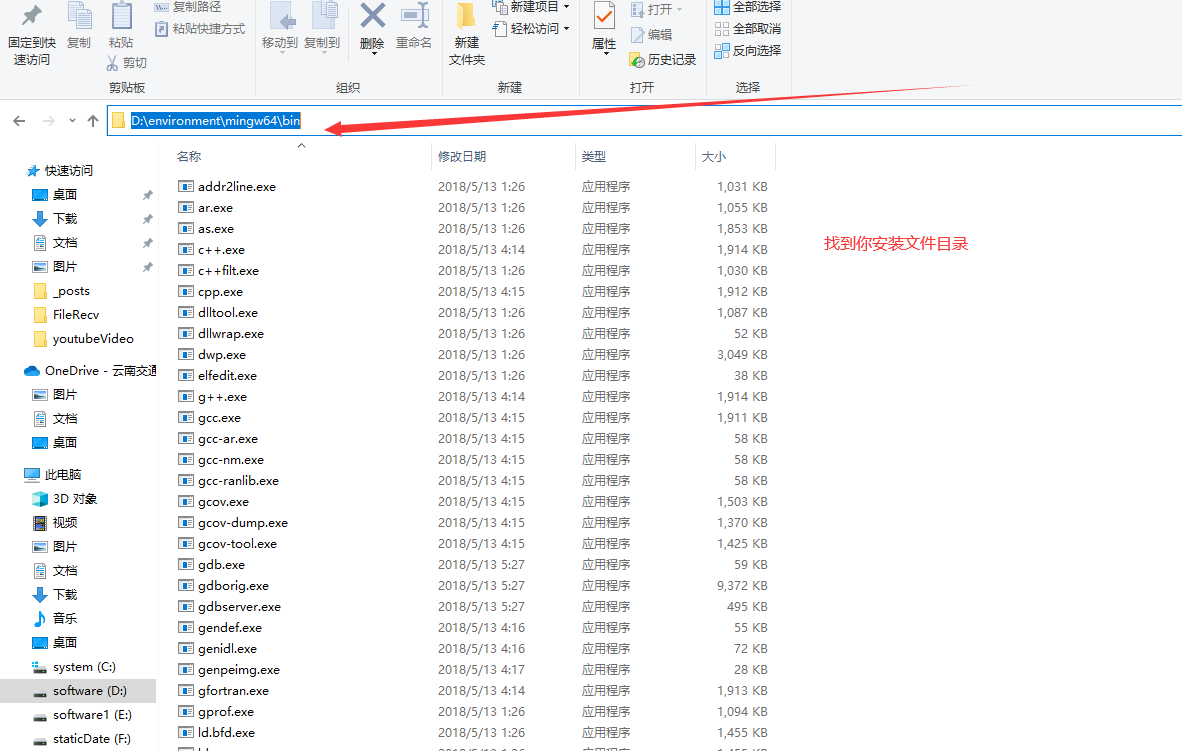 复制路径
新建项目
打开
全部选择
粘贴快捷方式
轻松访问
编辑
全部取消
固定到快
速访问
复制
粘贴
剪切
移动到
复制到
删除
重命名
新建
文件夹
属性
历史记录
反向选择
剪贴板
组织
新建
打开
选择
D:\environment\mingw64\bin
名称 修改日期 类型 大小
快速访问
桌面
下载
文档
图片
_posts
FileRecv
youtubeVideo
OneDrive - 云南交通
图片
文档
桌面
此电脑
3D 对象
视频
图片
文档
下载
音乐
桌面
system (C:)
software (D:)
software1 (E:)
staticDate (F:)
addr2line.exe 2018/5/13 1:26 应用程序 1,031 KB
ar.exe 2018/5/13 1:26 应用程序 1,055 KB
as.exe 2018/5/13 1:26 应用程序 1,853 KB
c++.exe 2018/5/13 4:14 应用程序 1,914 KB
c++filt.exe 2018/5/13 1:26 应用程序 1,030 KB
cpp.exe 2018/5/13 4:15 应用程序 1,912 KB
dlltool.exe 2018/5/13 1:26 应用程序 1,087 KB
dllwrap.exe 2018/5/13 1:26 应用程序 52 KB
dwp.exe 2018/5/13 1:26 应用程序 3,049 KB
elfedit.exe 2018/5/13 1:26 应用程序 38 KB
g++.exe 2018/5/13 4:14 应用程序 1,914 KB
gcc.exe 2018/5/13 4:15 应用程序 1,911 KB
gcc-ar.exe 2018/5/13 4:15 应用程序 58 KB
gcc-nm.exe 2018/5/13 4:15 应用程序 58 KB
gcc-ranlib.exe 2018/5/13 4:15 应用程序 58 KB
gcov.exe 2018/5/13 4:15 应用程序 1,503 KB
gcov-dump.exe 2018/5/13 4:15 应用程序 1,370 KB
gcov-tool.exe 2018/5/13 4:15 应用程序 1,425 KB
gdb.exe 2018/5/13 5:27 应用程序 59 KB
gdborig.exe 2018/5/13 5:27 应用程序 9,372 KB
gdbserver.exe 2018/5/13 5:27 应用程序 495 KB
gendef.exe 2018/5/13 4:16 应用程序 55 KB
genidl.exe 2018/5/13 4:16 应用程序 72 KB
genpeimg.exe 2018/5/13 4:17 应用程序 28 KB
gfortran.exe 2018/5/13 4:14 应用程序 1,913 KB
gprof.exe 2018/5/13 1:26 应用程序 1,094 KB
ld.bfd.exe 2018/5/13 1:26 应用程序 1,455 KB
找到你安装文件目录